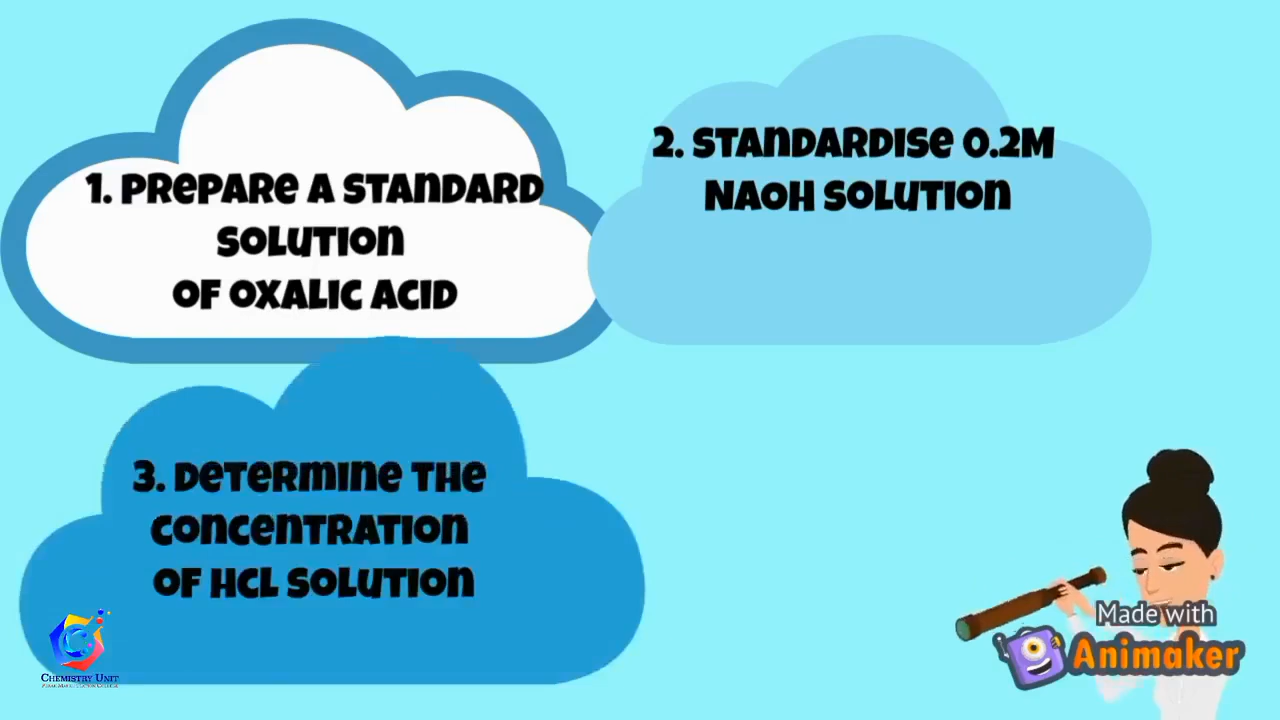 1. PREPARE A STANDARD
SOLUTION
OF OXALIC ACID
2. STANDARDISE 0.2M
NAOH SOLUTION
3. DETERMINE THE
CONCENTRATION
OF HCL SOLUTION
CHEMISTRY UNIT
Made with
Animaker